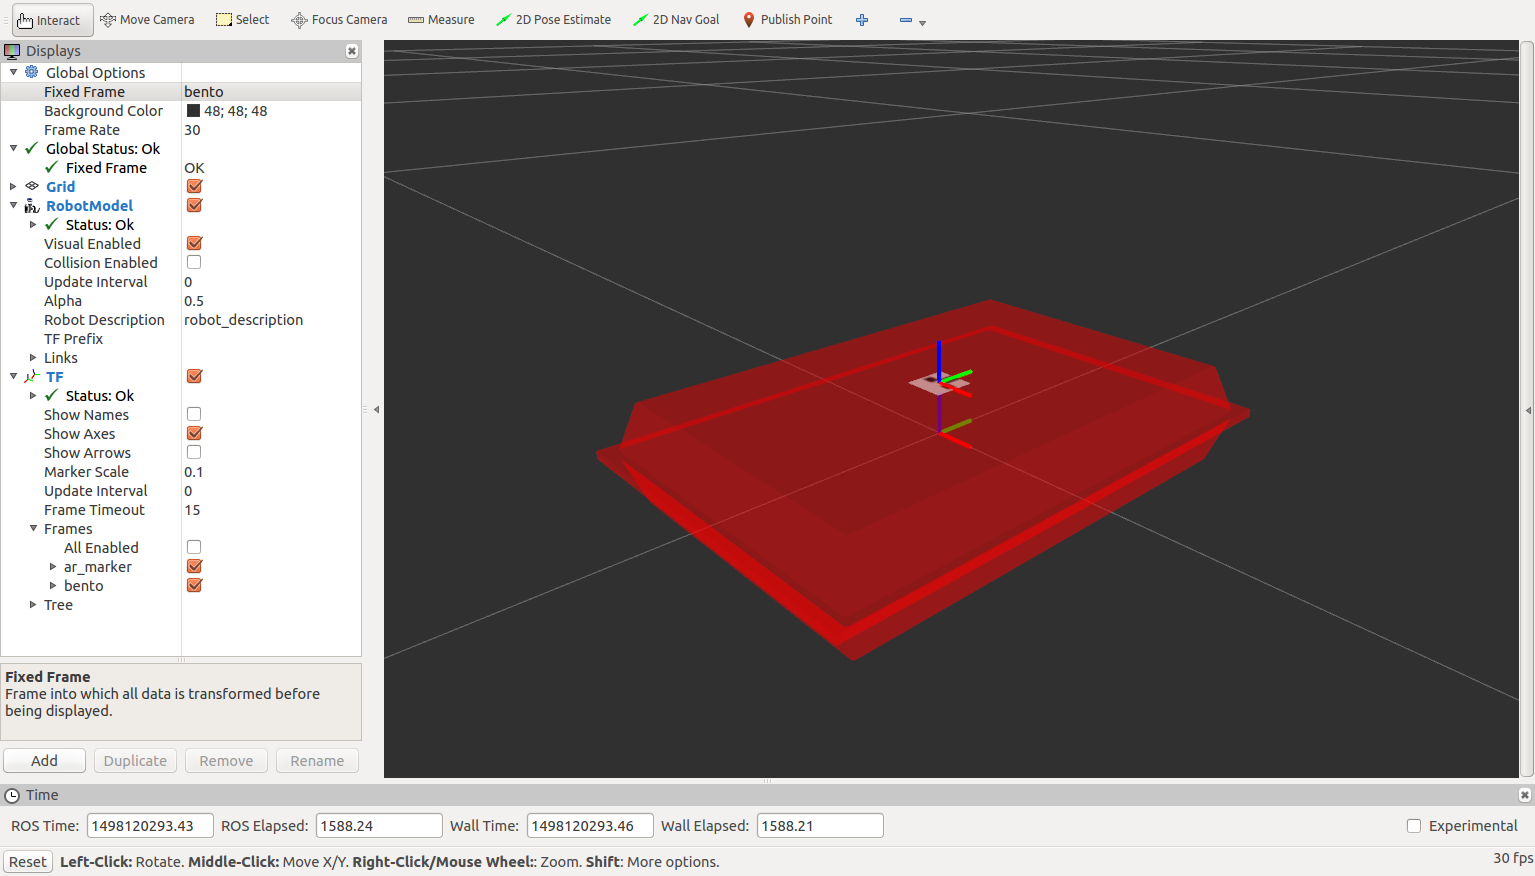 Interact Move Camera Select Focus Camera Measure 2D Pose Estimate 2D Nav Goal Publish Point
Displays
Global Options
Fixed Frame bento
Background Color 48; 48; 48
Frame Rate 30
Global Status: Ok
Fixed Frame OK
Grid
RobotModel
Status: Ok
Visual Enabled
Collision Enabled
Update Interval 0
Alpha 0.5
Robot Description robot_description
TF Prefix
Links
TF
Status: Ok
Show Names
Show Axes
Show Arrows
Marker Scale 0.1
Update Interval 0
Frame Timeout 15
Frames
All Enabled
ar_marker
bento
Tree
Fixed Frame
Frame into which all data is transformed before
being displayed.
Add Duplicate Remove Rename
Time
ROS Time: 1498120293.43 ROS Elapsed: 1588.24 Wall Time: 1498120293.46 Wall Elapsed: 1588.21 Experimental
Reset Left-Click: Rotate. Middle-Click: Move X/Y. Right-Click/Mouse Wheel:: Zoom. Shift: More options. 30 fps